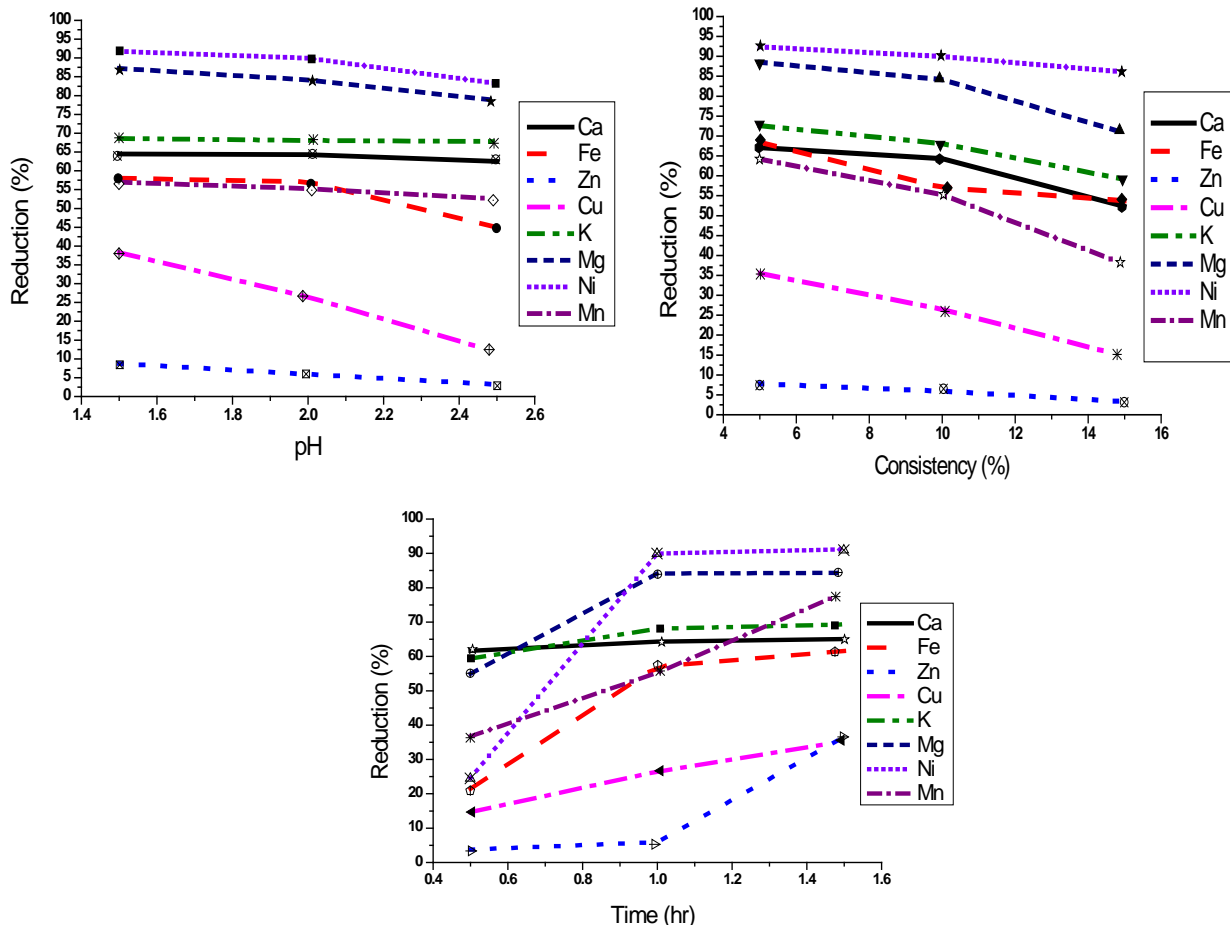 100
95
90
85
80
75
70
65
60
55
50
45
40
35
30
25
20
15
10
5
0
Reduction (%)
1.4 1.6 1.8 2.0 2.2 2.4 2.6
pH
Ca
Fe
Zn
Cu
K
Mg
Ni
Mn
100
95
90
85
80
75
70
65
60
55
50
45
40
35
30
25
20
15
10
5
0
Reduction (%)
4 6 8 10 12 14 16
Consistency (%)
Ca
Fe
Zn
Cu
K
Mg
Ni
Mn
100
90
80
70
60
50
40
30
20
10
0
Reduction (%)
0.4 0.6 0.8 1.0 1.2 1.4 1.6
Time (hr)
Ca
Fe
Zn
Cu
K
Mg
Ni
Mn